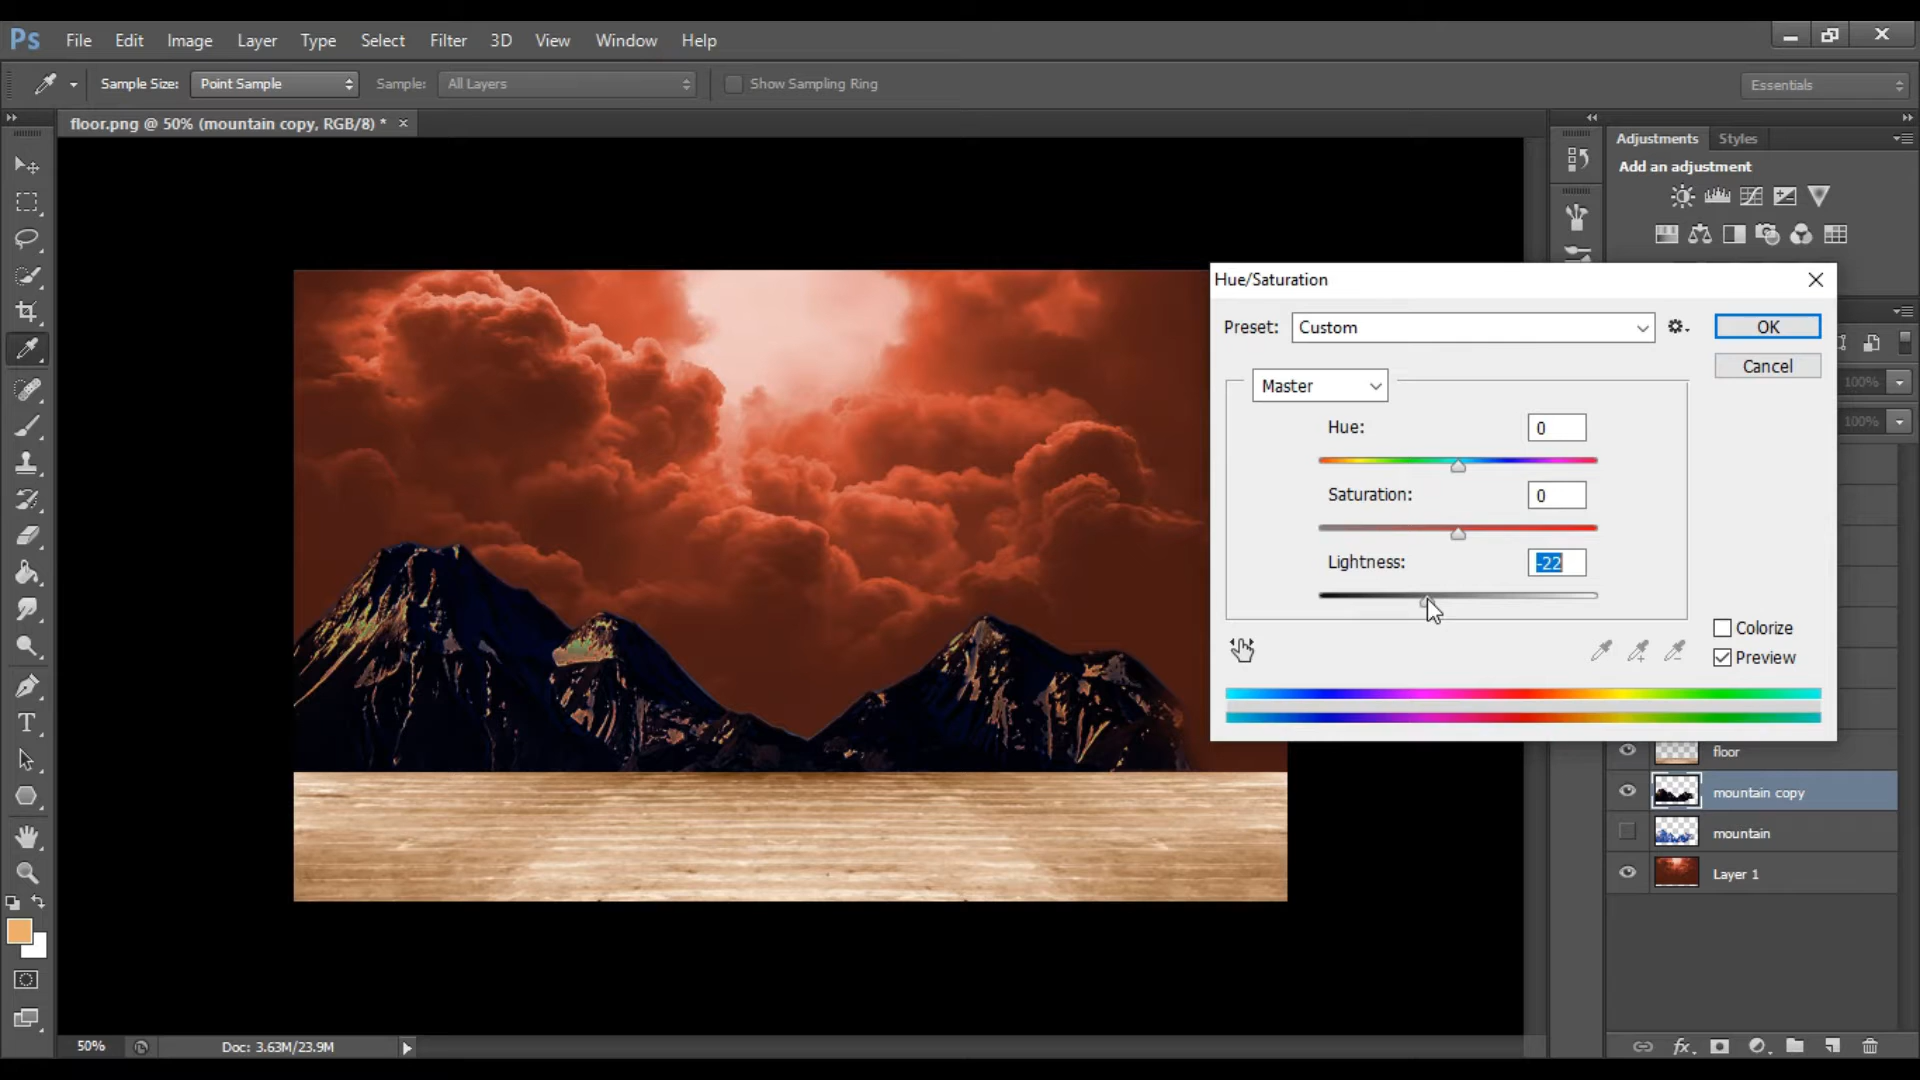 Ps File Edit Image Layer Type Select Filter 3D View Window Help
Sample Size: Point Sample Sample: All Layers Show Sampling Ring Essentials
floor.png @ 50% (mountain copy, RGB/8) * ×
Adjustments Styles
Add an adjustment
Hue/Saturation
Preset: Custom OK
Cancel
100%
Master
Hue: 0
100%
Saturation: 0
Lightness: -22
Colorize
Preview
T
floor
mountain copy
mountain
Layer 1
50% Doc: 3.63M/23.9M
fx